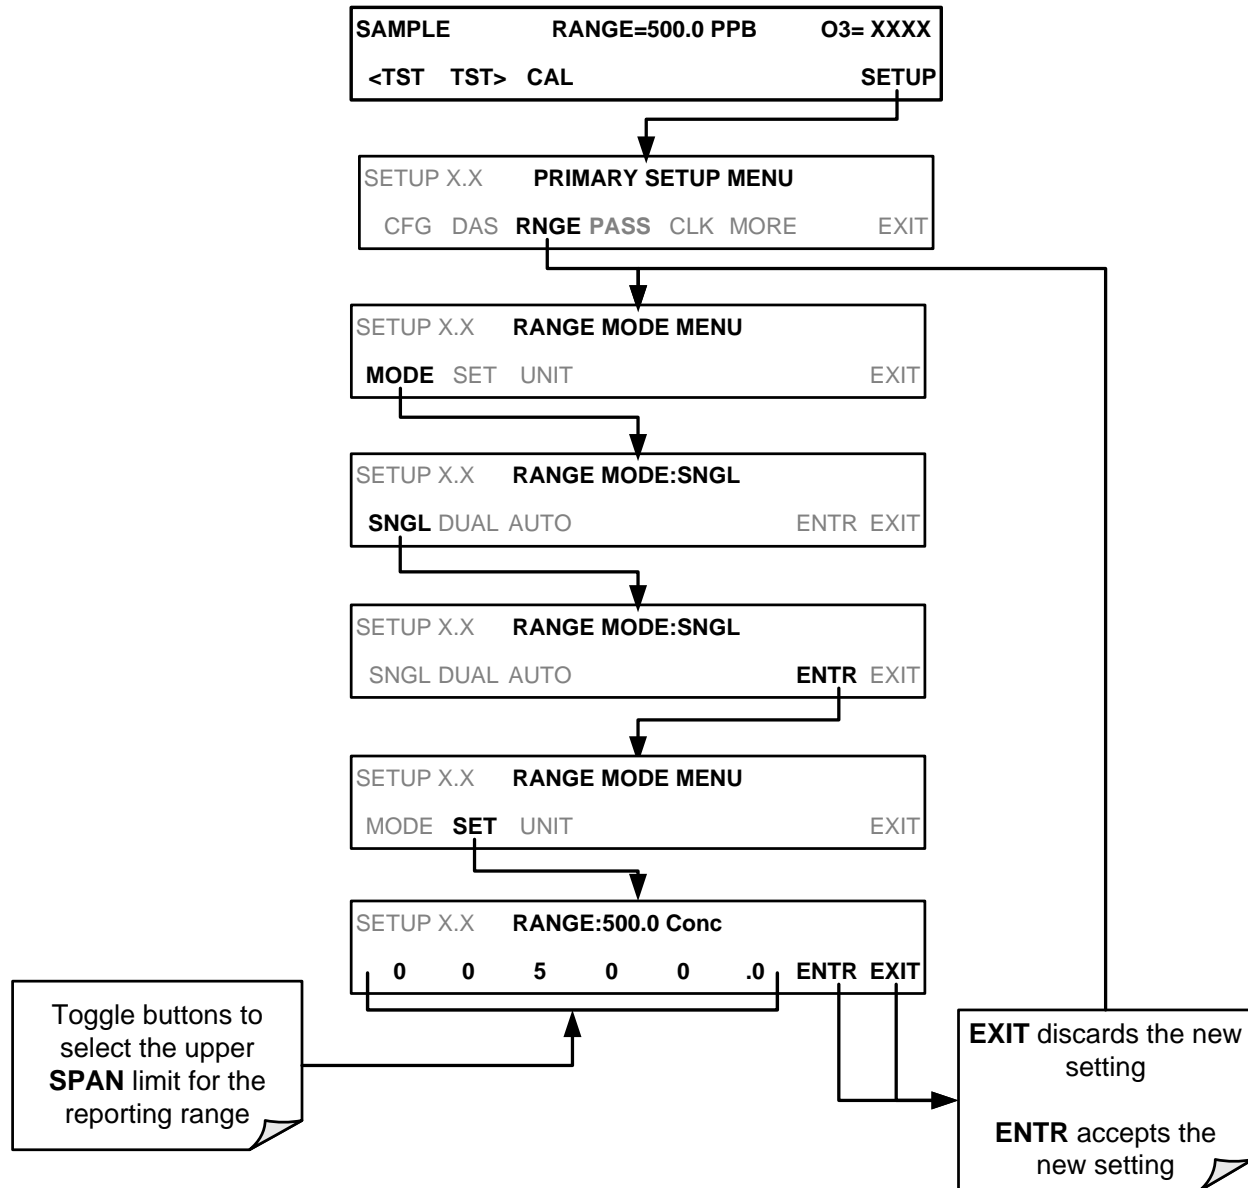 SAMPLE RANGE=500.0 PPB O3= XXXX
<TST TST> CAL SETUP
SETUP X.X PRIMARY SETUP MENU
CFG DAS RNGE PASS CLK MORE EXIT
SETUP X.X RANGE MODE MENU
MODE SET UNIT EXIT
SETUP X.X RANGE MODE:SNGL
SNGL DUAL AUTO ENTR EXIT
SETUP X.X RANGE MODE:SNGL
SNGL DUAL AUTO ENTR EXIT
SETUP X.X RANGE MODE MENU
MODE SET UNIT EXIT
SETUP X.X RANGE:500.0 Conc
0 0 5 0 0 .0 ENTR EXIT
Toggle buttons to
select the upper
SPAN limit for the
reporting range
EXIT discards the new
setting
ENTR accepts the
new setting